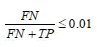 FN
FN + TP ≤ 0.01